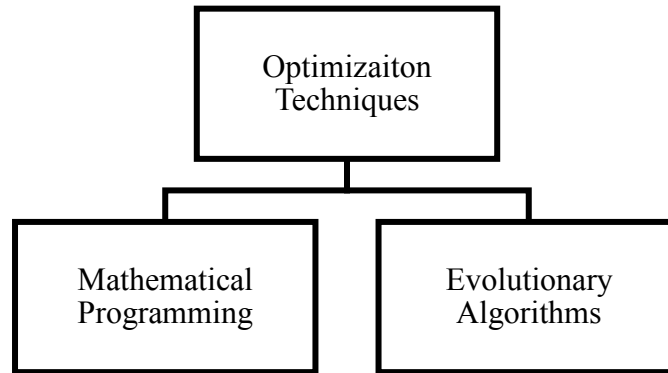 Optimizaiton
Techniques
Mathematical
Programming
Evolutionary
Algorithms